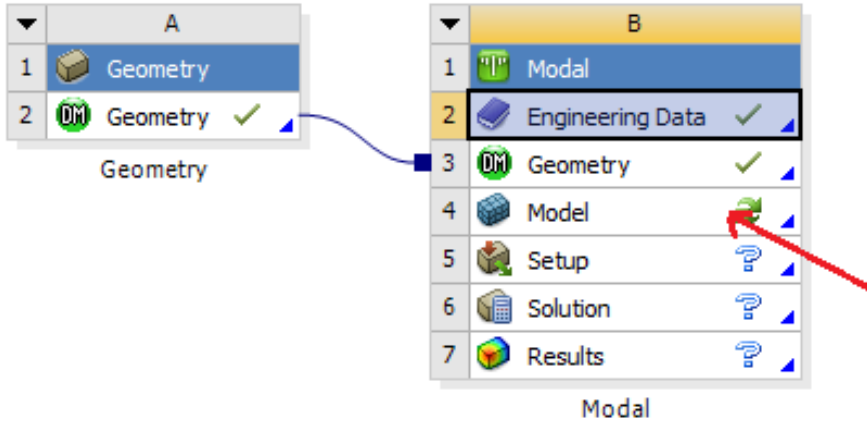 A
1 Geometry
2 DM Geometry
Geometry
B
1 Modal
2 Engineering Data
3 DM Geometry
4 Model
5 Setup ?
6 Solution ?
7 Results ?
Modal